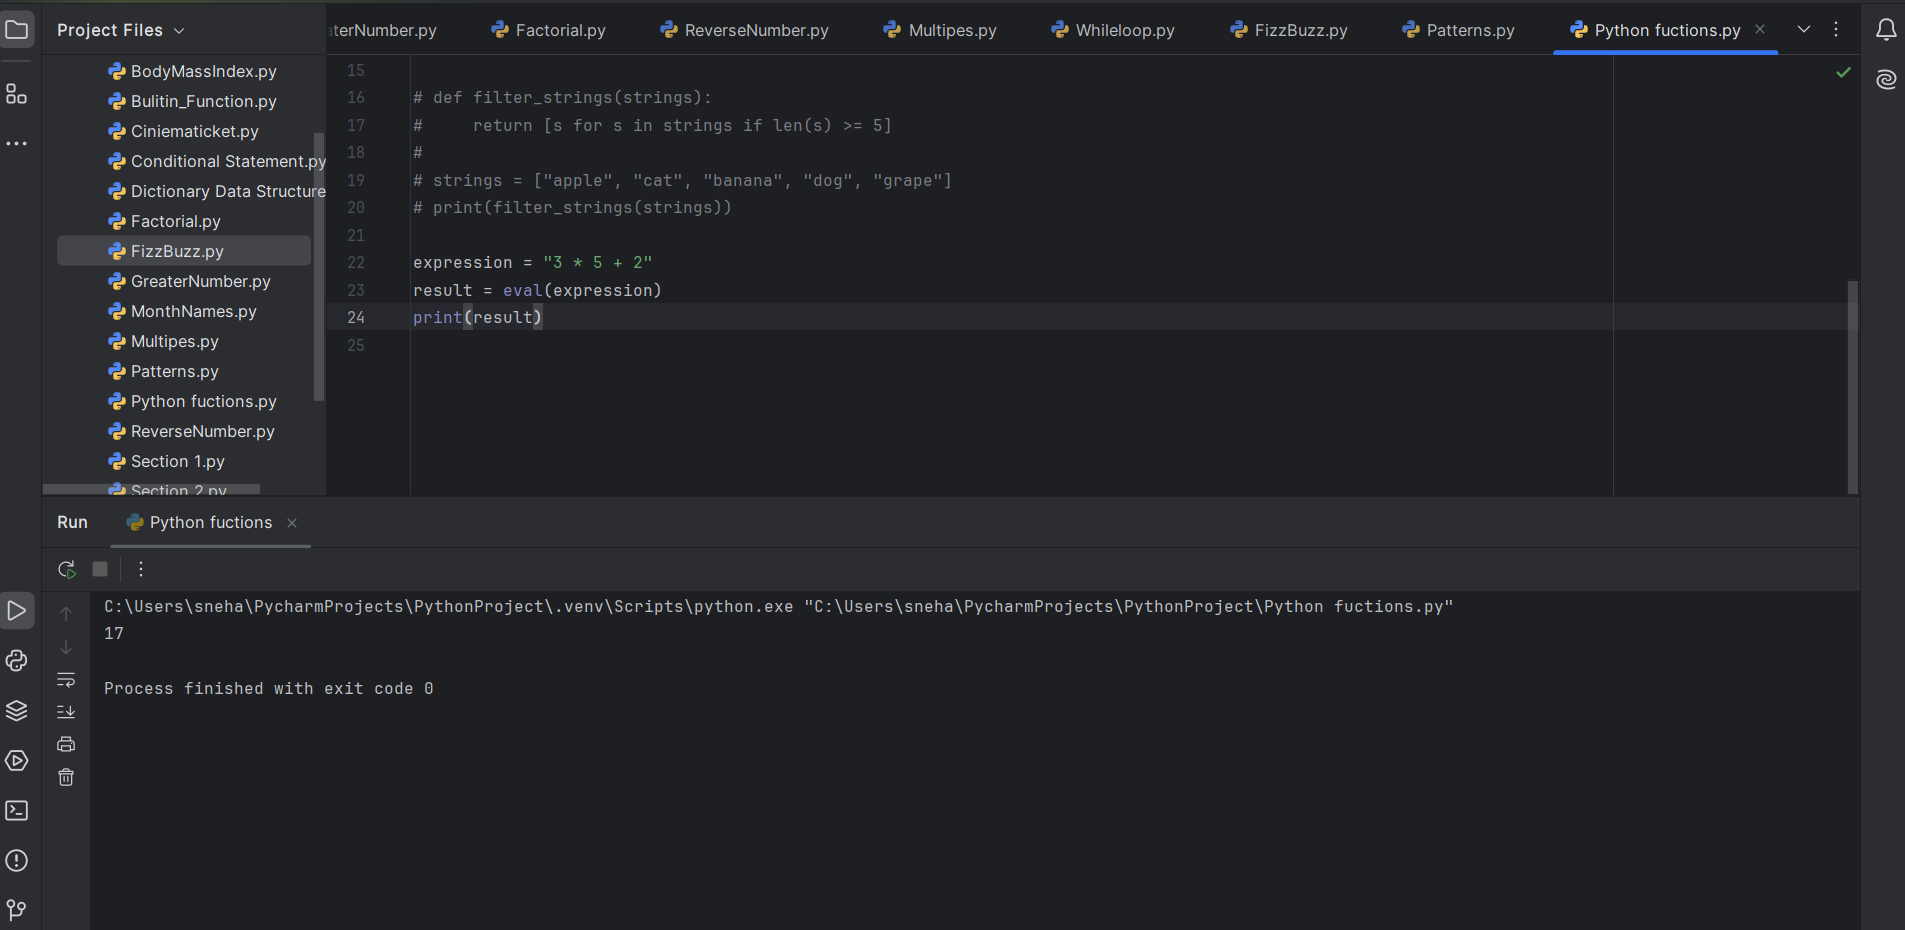 Project Files
terNumber.py
Factorial.py
ReverseNumber.py
Multipes.py
Whileloop.py
FizzBuzz.py
Patterns.py
Python fuctions.py
BodyMassIndex.py
Bulitin_Function.py
Ciniematicket.py
Conditional Statement.py
Dictionary Data Structure
Factorial.py
FizzBuzz.py
GreaterNumber.py
MonthNames.py
Multipes.py
Patterns.py
Python fuctions.py
ReverseNumber.py
Section 1.py
Section 2.py
15
16 # def filter_strings(strings):
17 #     return [s for s in strings if len(s) >= 5]
18 #
19 # strings = ["apple", "cat", "banana", "dog", "grape"]
20 # print(filter_strings(strings))
21
22 expression = "3 * 5 + 2"
23 result = eval(expression)
24 print(result)
25
Run
Python fuctions
C:\Users\sneha\PycharmProjects\PythonProject\.venv\Scripts\python.exe "C:\Users\sneha\PycharmProjects\PythonProject\Python fuctions.py"
17
Process finished with exit code 0